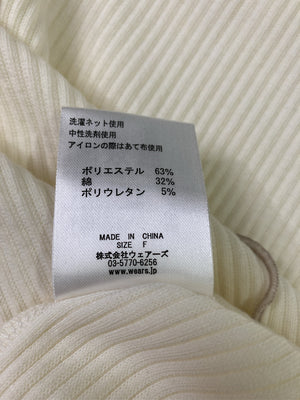 洗濯ネット使用
中性洗剤使用
アイロンの際はあて布使用
ポリエステル 63%
綿 32%
ポリウレタン 5%
MADE IN CHINA
SIZE F
株式会社ウェアーズ
03-5770-6256
www.wears.jp